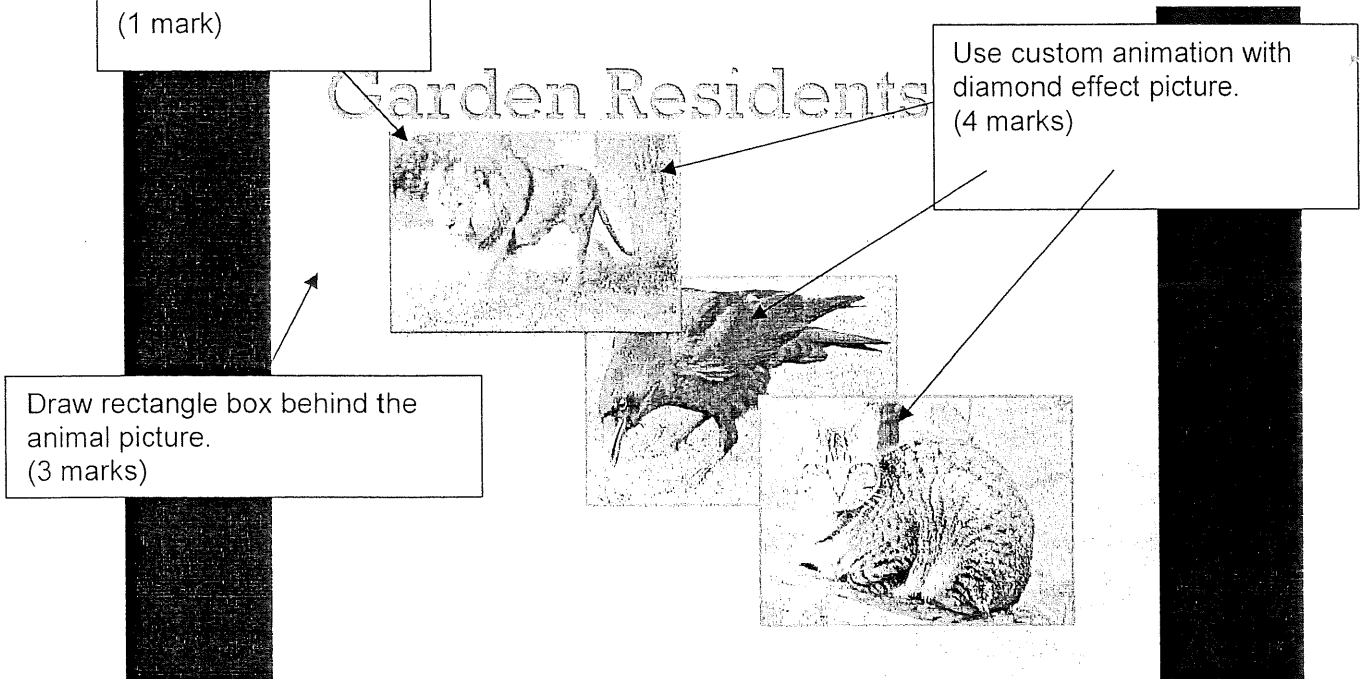 (1 mark)
Garden Residents
Use custom animation with
diamond effect picture.
(4 marks)
Draw rectangle box behind the
animal picture.
(3 marks)